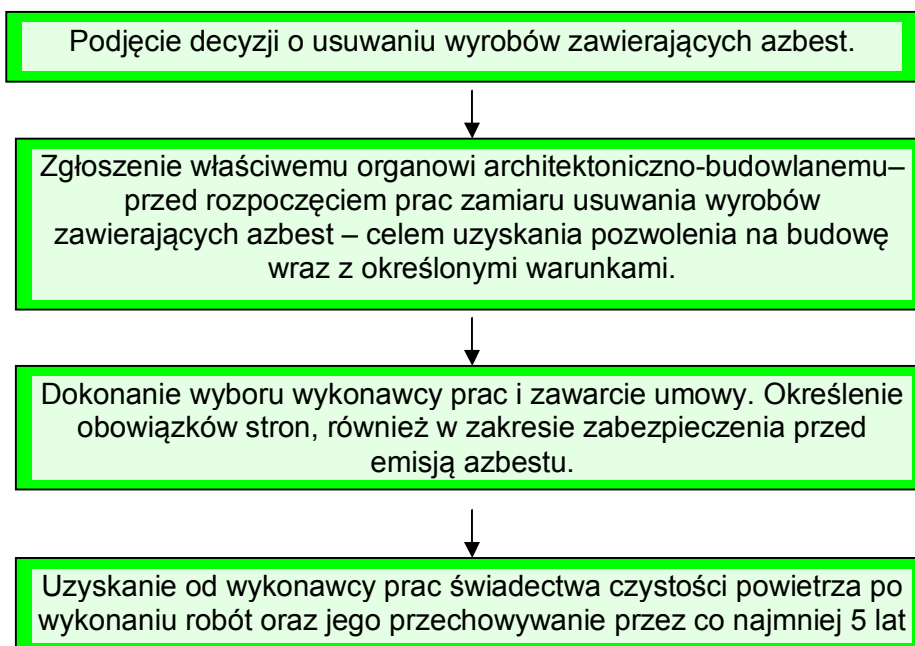 Podjęcie decyzji o usuwaniu wyrobów zawierających azbest.
Zgłoszenie właściwemu organowi architektoniczno-budowlanemu–
przed rozpoczęciem prac zamiaru usuwania wyrobów
zawierających azbest – celem uzyskania pozwolenia na budowę
wraz z określonymi warunkami.
Dokonanie wyboru wykonawcy prac i zawarcie umowy. Określenie
obowiązków stron, również w zakresie zabezpieczenia przed
emisją azbestu.
Uzyskanie od wykonawcy prac świadectwa czystości powietrza po
wykonaniu robót oraz jego przechowywanie przez co najmniej 5 lat